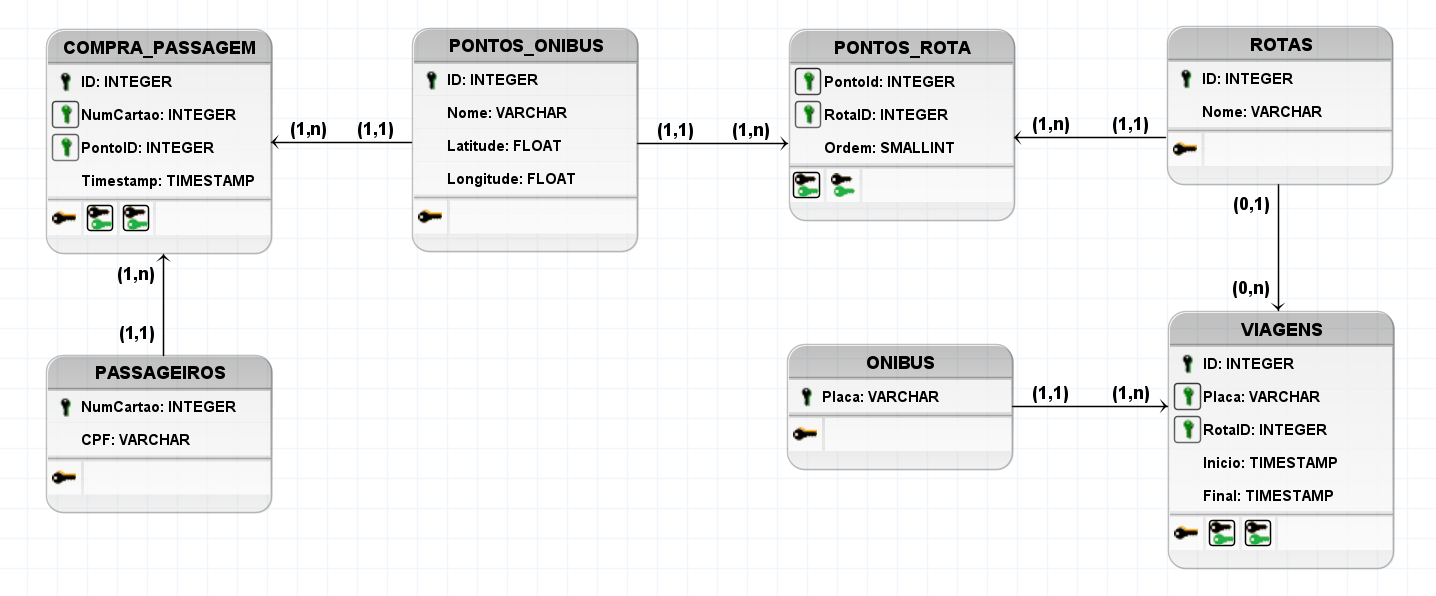 COMPRA_PASSAGEM
ID: INTEGER
NumCartao: INTEGER
PontoID: INTEGER
Timestamp: TIMESTAMP
(1,n)
(1,1)
PONTOS_ONIBUS
ID: INTEGER
Nome: VARCHAR
Latitude: FLOAT
Longitude: FLOAT
(1,1)
(1,n)
PONTOS_ROTA
PontoId: INTEGER
RotaID: INTEGER
Ordem: SMALLINT
(1,n)
(1,1)
ROTAS
ID: INTEGER
Nome: VARCHAR
(0,1)
(0,n)
(1,n)
(1,1)
PASSAGEIROS
NumCartao: INTEGER
CPF: VARCHAR
ONIBUS
Placa: VARCHAR
(1,1)
(1,n)
VIAGENS
ID: INTEGER
Placa: VARCHAR
RotaID: INTEGER
Inicio: TIMESTAMP
Final: TIMESTAMP